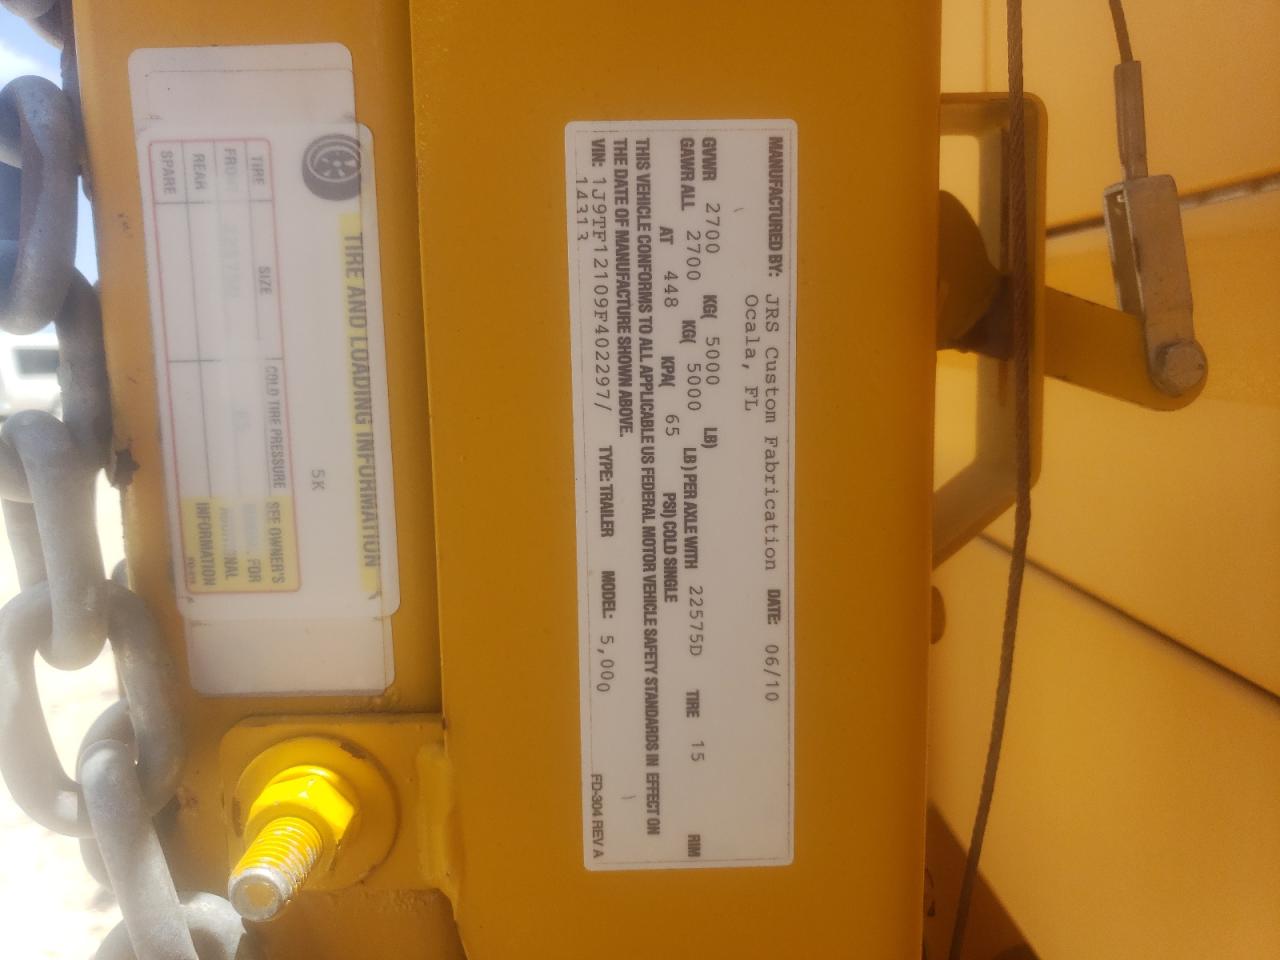 MANUFACTURED BY: JRS Custom Fabrication DATE: 06/10
Ocala, FL
GVWR 2700 KG( 5000 LB)
GAWR ALL 2700 KG( 5000 LB) PER AXLE WITH 22575D TIRE 15 RIM
AT 448 KPA( 65 PSI) COLD SINGLE
THIS VEHICLE CONFORMS TO ALL APPLICABLE US FEDERAL MOTOR VEHICLE SAFETY STANDARDS IN EFFECT ON
THE DATE OF MANUFACTURE SHOWN ABOVE.
VIN: 1J9TF12109F402297/ TYPE: TRAILER MODEL: 5,000 FD-304 REV A
14313
TIRE AND LOADING INFORMATION
5K
TIRE SIZE COLD TIRE PRESSURE SEE OWNER'S
FRONT 65 FOR
REAR INFORMATION
SPARE